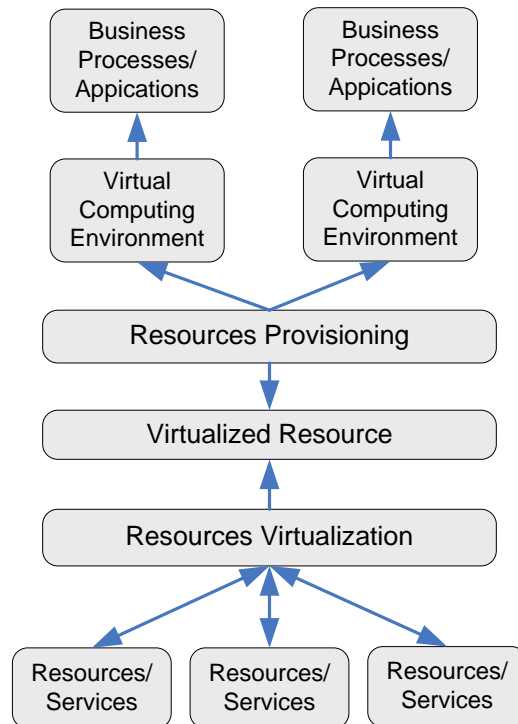 Business
Processes/
Appications
Business
Processes/
Appications
Virtual
Computing
Environment
Virtual
Computing
Environment
Resources Provisioning
Virtualized Resource
Resources Virtualization
Resources/
Services
Resources/
Services
Resources/
Services